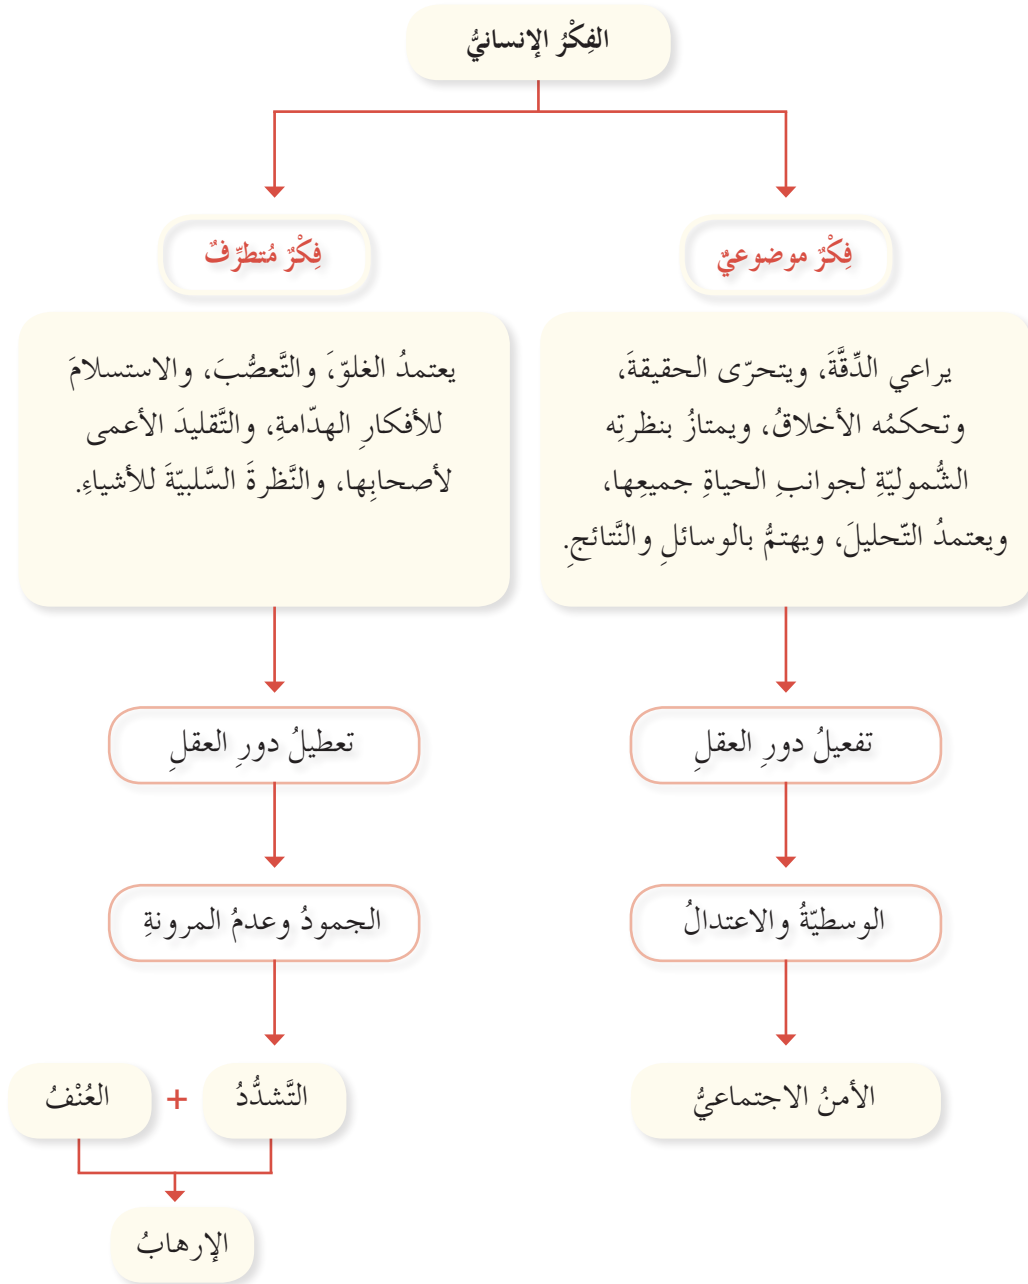 الفِكْرُ الإنسانيُّ
فِكْرٌ موضوعيٌّ
يراعي الدِّقَّةَ، ويتحرّى الحقيقةَ،
وتحكمُه الأخلاقُ، ويمتازُ بنظرتِه
الشُّموليّةِ لجوانبِ الحياةِ جميعِها،
ويعتمدُ التّحليلَ، ويهتمُّ بالوسائلِ والنَّتائجِ.
تفعيلُ دورِ العقلِ
الوسطيّةُ والاعتدالُ
الأمنُ الاجتماعيُّ
فِكْرٌ مُتطرِّفٌ
يعتمدُ الغلوَّ، والتَّعصُّبَ، والاستسلامَ
للأفكارِ الهدّامةِ، والتَّقليدَ الأعمى
لأصحابِها، والنَّظرةَ السَّلبيّةَ للأشياءِ.
تعطيلُ دورِ العقلِ
الجمودُ وعدمُ المرونةِ
التَّشدُّدُ + العُنْفُ
الإرهابُ